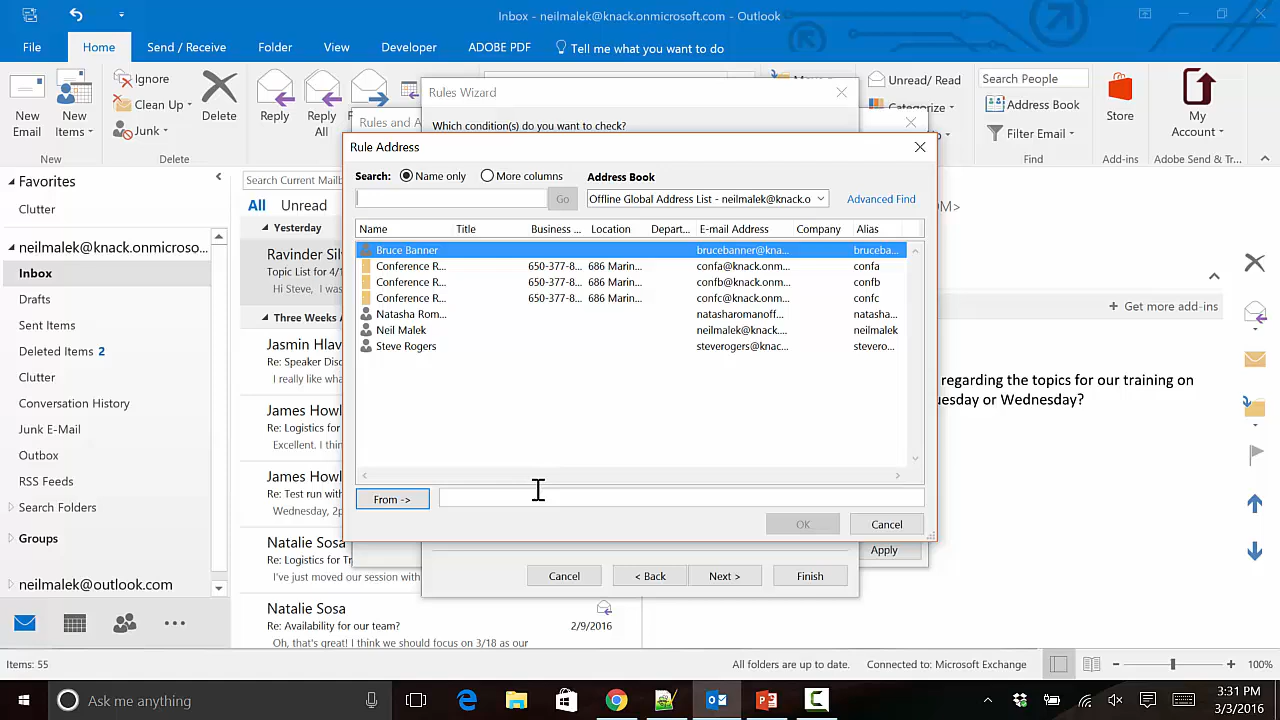 Inbox - neilmalek@knack.onmicrosoft.com - Outlook
File Home Send / Receive Folder View Developer ADOBE PDF Tell me what you want to do
New Email
New Items
Ignore
Clean Up
Junk
Delete
Reply
Reply All
Unread/ Read
Search People
Address Book
Filter Email
Store
My Account
New Delete Find Add-ins Adobe Send & Tr...
Favorites
Clutter
neilmalek@knack.onmicroso...
Inbox
Drafts
Sent Items
Deleted Items 2
Clutter
Conversation History
Junk E-Mail
Outbox
RSS Feeds
Search Folders
Groups
neilmalek@outlook.com
Search Current Mailb
All Unread
Yesterday
Ravinder Sil
Topic List for 4/
Hi Steve, I was
Three Weeks
Jasmin Hlav
Re: Speaker Disc
I really like wha
James Howl
Re: Logistics for
Excellent. I thin
James Howl
Re: Test run with
Wednesday, 2p
Natalie Sosa
Re: Logistics for Tr
I've just moved our session with
Natalie Sosa
Re: Availability for our team? 2/9/2016
Oh, that's great! I think we should focus on 3/18 as our
Rules and A
Rules Wizard
Which condition(s) do you want to check?
Rule Address
Search: Name only More columns Address Book
Go Offline Global Address List - neilmalek@knack.o Advanced Find
Name Title Business ... Location Depart... E-mail Address Company Alias
Bruce Banner brucebanner@kna... bruceba...
Conference R... 650-377-8... 686 Marin... confa@knack.onm... confa
Conference R... 650-377-8... 686 Marin... confb@knack.onm... confb
Conference R... 650-377-8... 686 Marin... confc@knack.onm... confc
Natasha Rom... natasharomanoff... natasha...
Neil Malek neilmalek@knack.... neilmalek
Steve Rogers steverogers@knac... stevero...
From ->
OK Cancel
Apply
Cancel < Back Next > Finish
OM>
+ Get more add-ins
regarding the topics for our training on
uesday or Wednesday?
Items: 55 All folders are up to date. Connected to: Microsoft Exchange 100%
Ask me anything
3:31 PM
3/3/2016